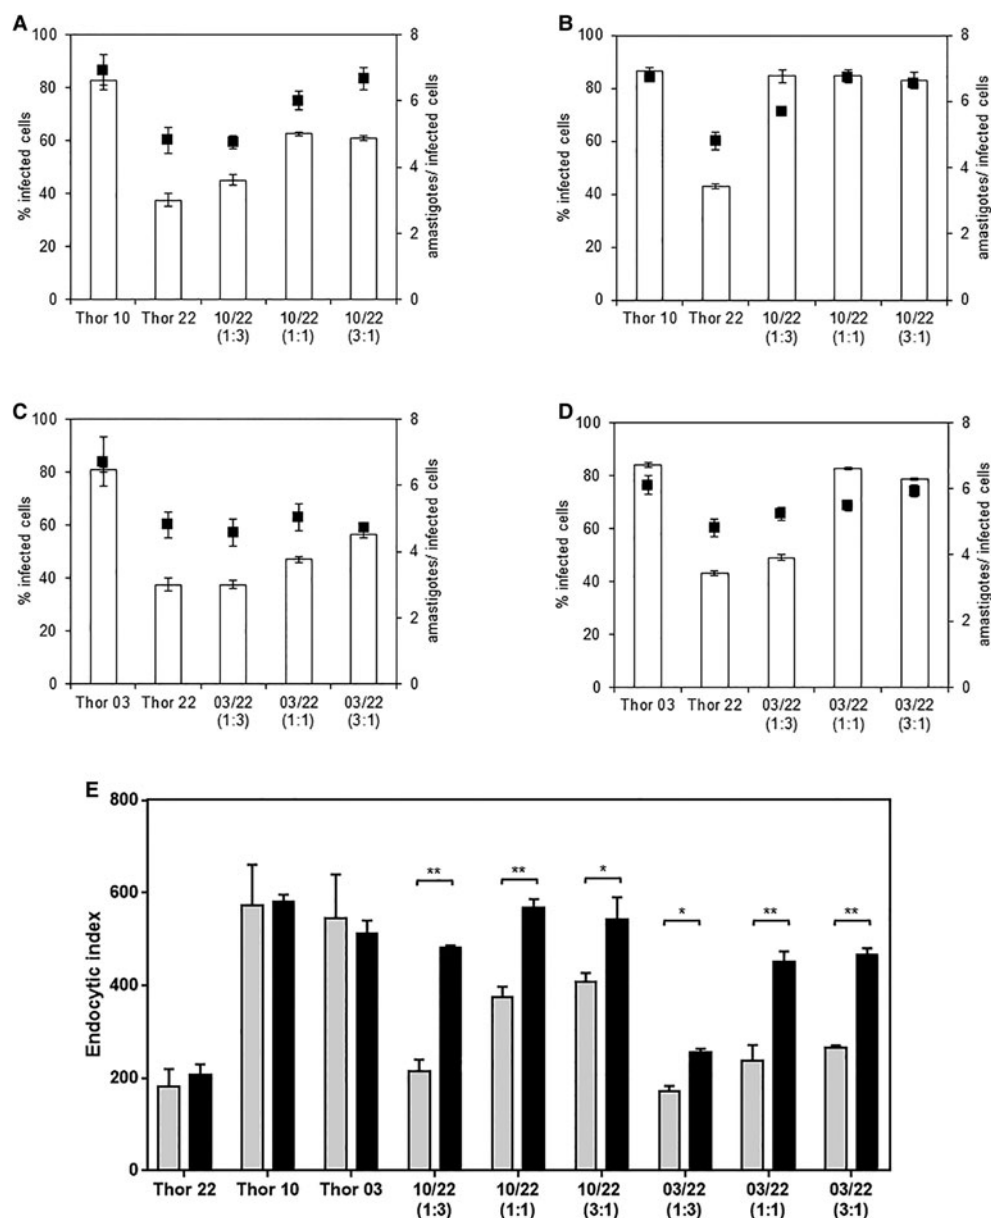 A
100
80
60
40
20
0
% infected cells
8
6
4
2
0
amastigotes/ infected cells
Thor 10 Thor 22 10/22 10/22 10/22
(1:3) (1:1) (3:1)
B
100
80
60
40
20
0
% infected cells
8
6
4
2
0
amastigotes/ infected cells
Thor 10 Thor 22 10/22 10/22 10/22
(1:3) (1:1) (3:1)
C
100
80
60
40
20
0
% infected cells
8
6
4
2
0
amastigotes/ infected cells
Thor 03 Thor 22 03/22 03/22 03/22
(1:3) (1:1) (3:1)
D
100
80
60
40
20
0
% infected cells
8
6
4
2
0
amastigotes/ infected cells
Thor 03 Thor 22 03/22 03/22 03/22
(1:3) (1:1) (3:1)
E
800
600
400
200
0
Endocytic index
** ** * * ** **
Thor 22 Thor 10 Thor 03 10/22 10/22 10/22 03/22 03/22 03/22
(1:3) (1:1) (3:1) (1:3) (1:1) (3:1)